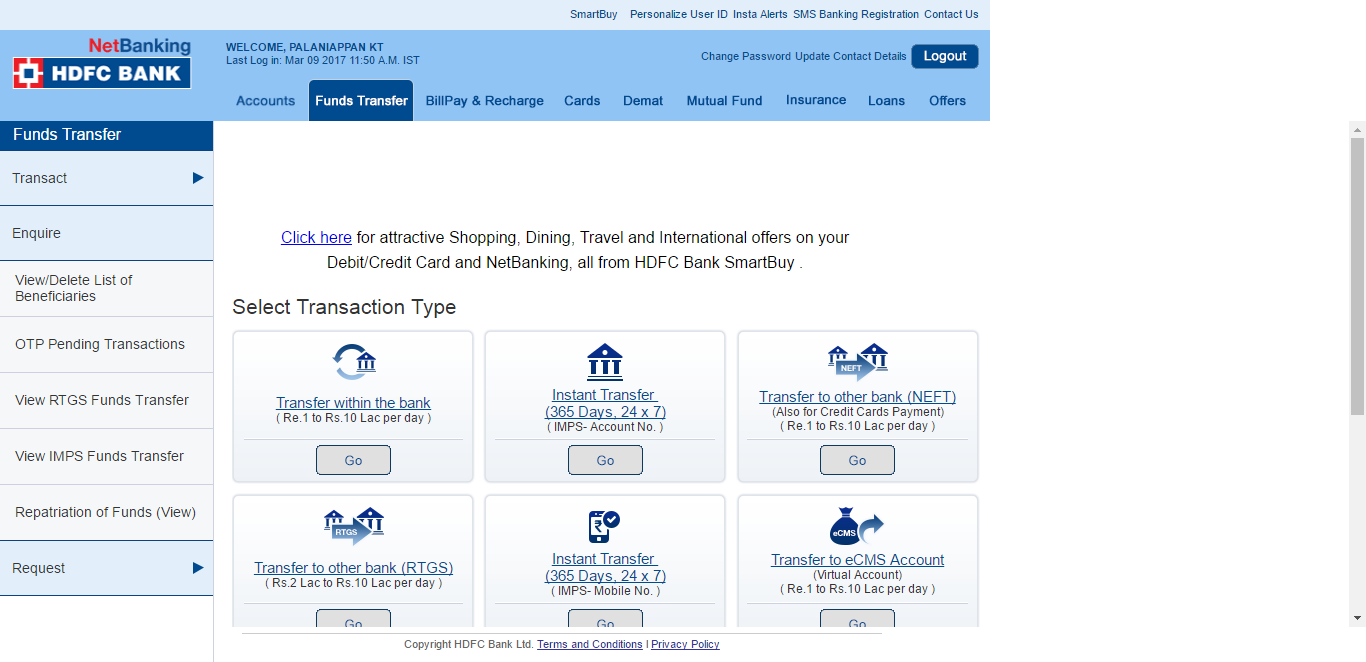 SmartBuy Personalize User ID Insta Alerts SMS Banking Registration Contact Us
NetBanking
HDFC BANK
WELCOME, PALANIAPPAN KT
Last Log in: Mar 09 2017 11:50 A.M. IST
Change Password Update Contact Details Logout
Accounts Funds Transfer BillPay & Recharge Cards Demat Mutual Fund Insurance Loans Offers
Funds Transfer
Transact
Enquire
View/Delete List of
Beneficiaries
OTP Pending Transactions
View RTGS Funds Transfer
View IMPS Funds Transfer
Repatriation of Funds (View)
Request
Click here for attractive Shopping, Dining, Travel and International offers on your
Debit/Credit Card and NetBanking, all from HDFC Bank SmartBuy .
Select Transaction Type
Transfer within the bank
( Re.1 to Rs.10 Lac per day )
Go
Instant Transfer
(365 Days, 24 x 7)
( IMPS- Account No. )
Go
NEFT
Transfer to other bank (NEFT)
(Also for Credit Cards Payment)
( Re.1 to Rs.10 Lac per day )
Go
RTGS
Transfer to other bank (RTGS)
( Rs.2 Lac to Rs.10 Lac per day )
Go
₹
Instant Transfer
(365 Days, 24 x 7)
( IMPS- Mobile No. )
Go
eCMS
Transfer to eCMS Account
(Virtual Account)
( Re.1 to Rs.10 Lac per day )
Go
Copyright HDFC Bank Ltd. Terms and Conditions | Privacy Policy